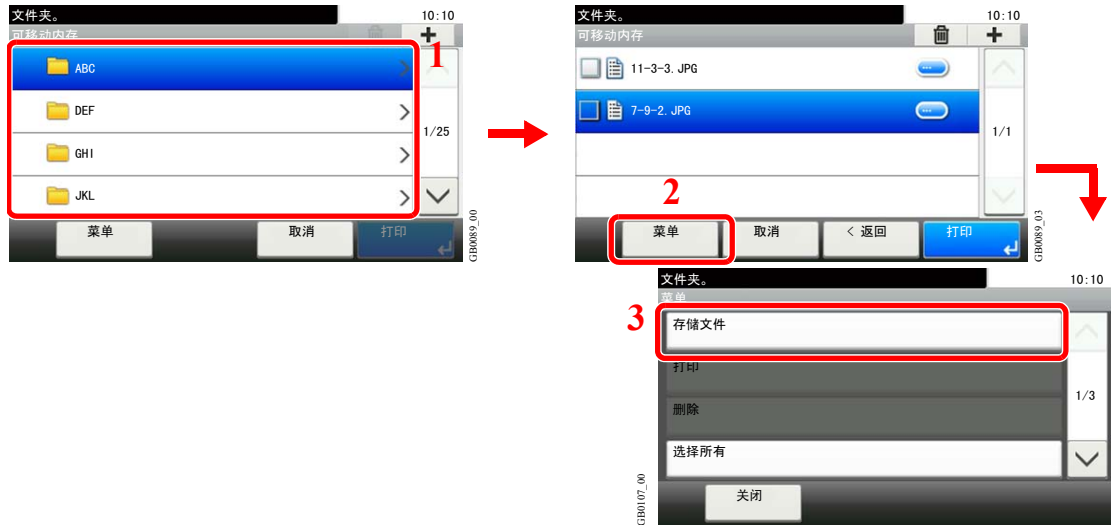 文件夹。
10:10
可移动内存
1
ABC
DEF
1/25
GHI
JKL
菜单
取消
打印
GB0089_00
文件夹。
10:10
可移动内存
11-3-3.JPG
7-9-2.JPG
1/1
2
菜单
取消
< 返回
打印
GB0089_03
文件夹。
10:10
菜单
3
存储文件
打印
1/3
删除
选择所有
关闭
GB0107_00